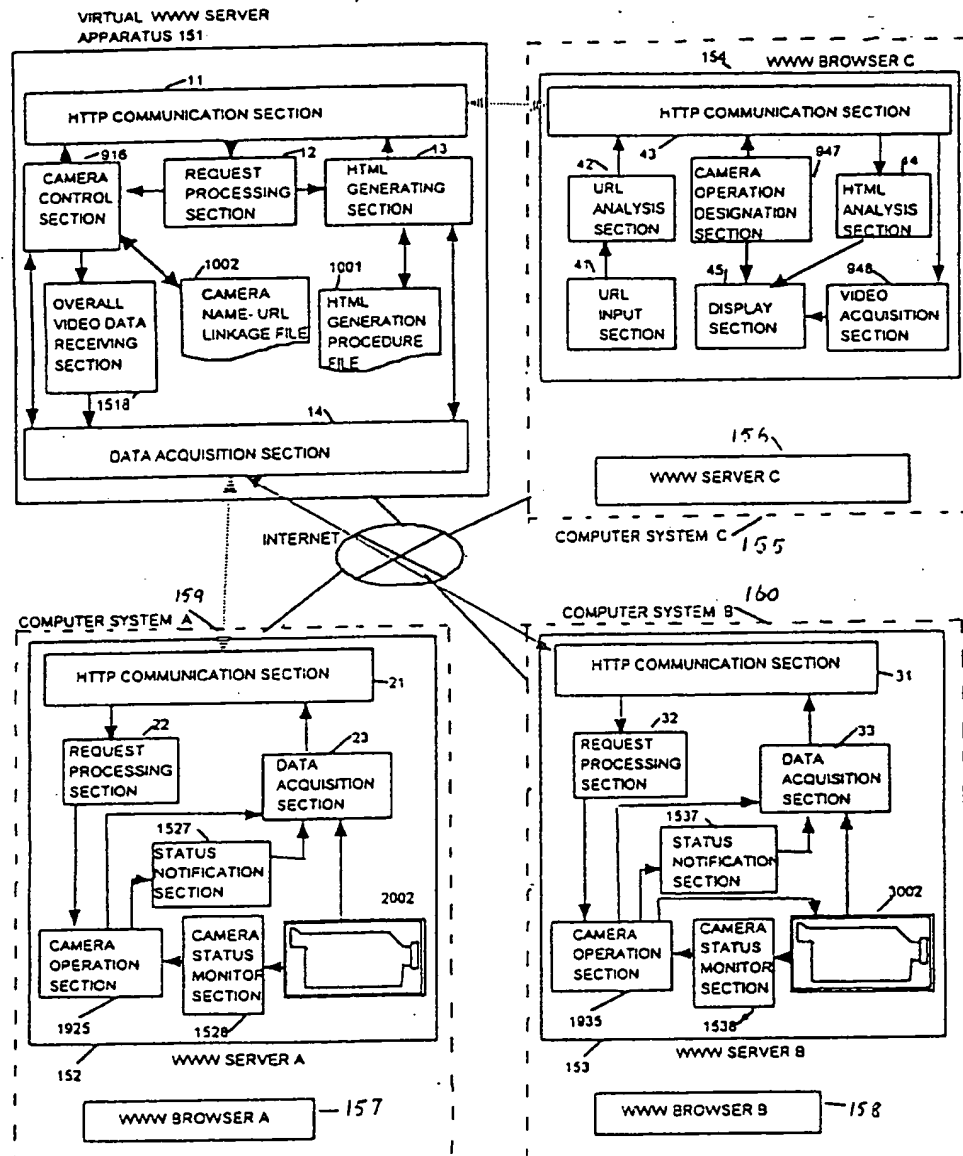 VIRTUAL WWW SERVER
APPARATUS 151
11
HTTP COMMUNICATION SECTION
916
CAMERA
CONTROL
SECTION
12
REQUEST
PROCESSING
SECTION
13
HTML
GENERATING
SECTION
OVERALL
VIDEO DATA
RECEIVING
SECTION
1518
1002
CAMERA
NAME-URL
LINKAGE FILE
1001
HTML
GENERATION
PROCEDURE
FILE
14
DATA ACQUISITION SECTION
154
WWW BROWSER C
HTTP COMMUNICATION SECTION
43
42
URL
ANALYSIS
SECTION
947
CAMERA
OPERATION
DESIGNATION
SECTION
44
HTML
ANALYSIS
SECTION
41
URL
INPUT
SECTION
45
DISPLAY
SECTION
948
VIDEO
ACQUISITION
SECTION
156
WWW SERVER C
COMPUTER SYSTEM C
155
INTERNET
159
COMPUTER SYSTEM A
HTTP COMMUNICATION SECTION
21
22
REQUEST
PROCESSING
SECTION
23
DATA
ACQUISITION
SECTION
1527
STATUS
NOTIFICATION
SECTION
2002
CAMERA
OPERATION
SECTION
1925
CAMERA
STATUS
MONITOR
SECTION
1528
152
WWW SERVER A
WWW BROWSER A
157
COMPUTER SYSTEM B
160
HTTP COMMUNICATION SECTION
31
32
REQUEST
PROCESSING
SECTION
33
DATA
ACQUISITION
SECTION
1537
STATUS
NOTIFICATION
SECTION
3002
CAMERA
OPERATION
SECTION
1935
CAMERA
STATUS
MONITOR
SECTION
1538
153
WWW SERVER B
WWW BROWSER B
158